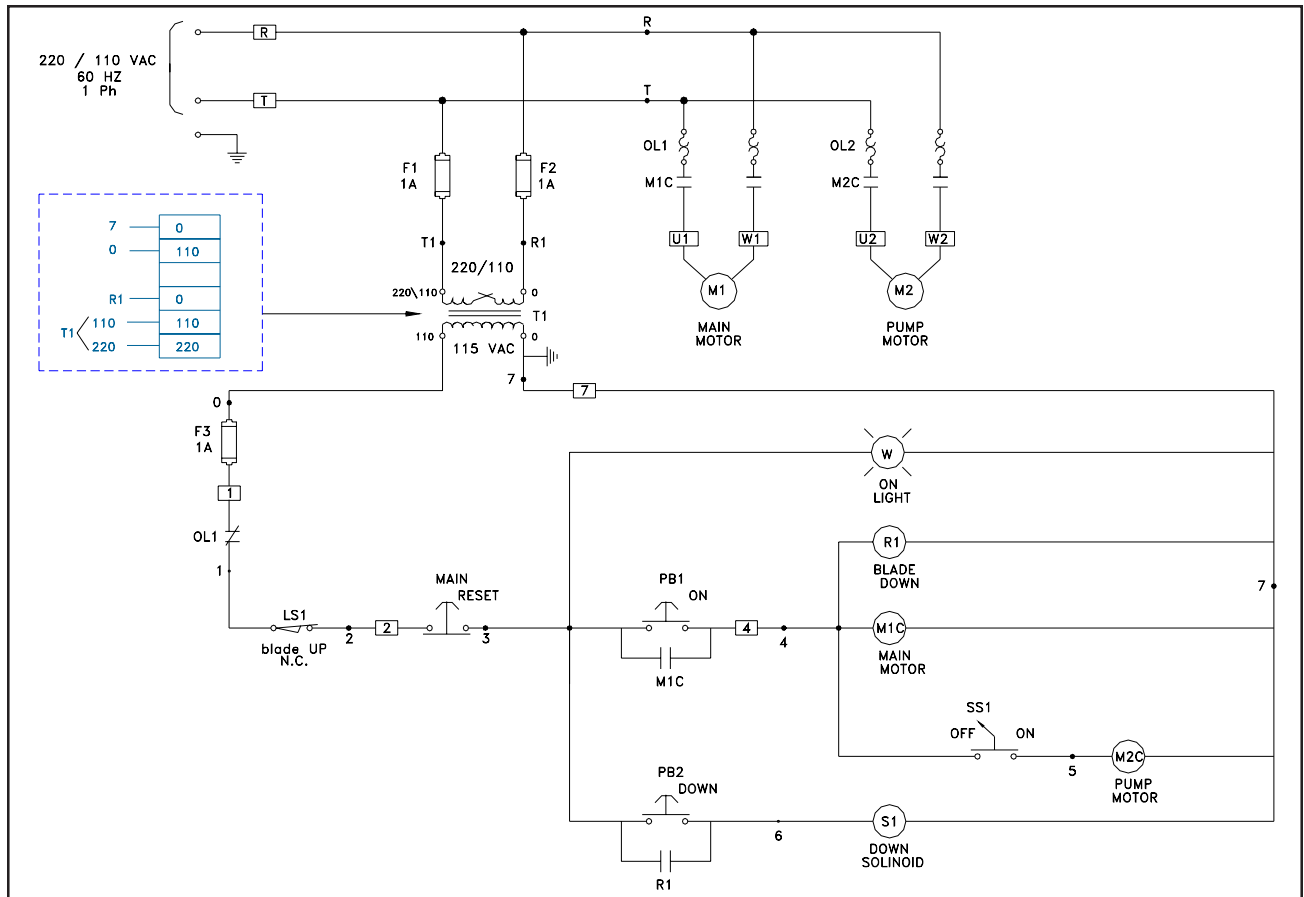 220 / 110 VAC
60 HZ
1 Ph
R
R
T
T
F1
1A
F2
1A
OL1
M1C
OL2
M2C
U1
W1
U2
W2
M1
MAIN
MOTOR
M2
PUMP
MOTOR
7
0
0
110
R1
0
T1
110
110
220
220
T1
R1
220/110
220\110
0
T1
110
0
115 VAC
7
7
0
F3
1A
1
OL1
1
W
ON
LIGHT
R1
BLADE
DOWN
7
LS1
blade UP
N.C.
2
2
MAIN
RESET
3
PB1
ON
M1C
4
4
M1C
MAIN
MOTOR
SS1
OFF
ON
5
M2C
PUMP
MOTOR
PB2
DOWN
R1
6
S1
DOWN
SOLINOID